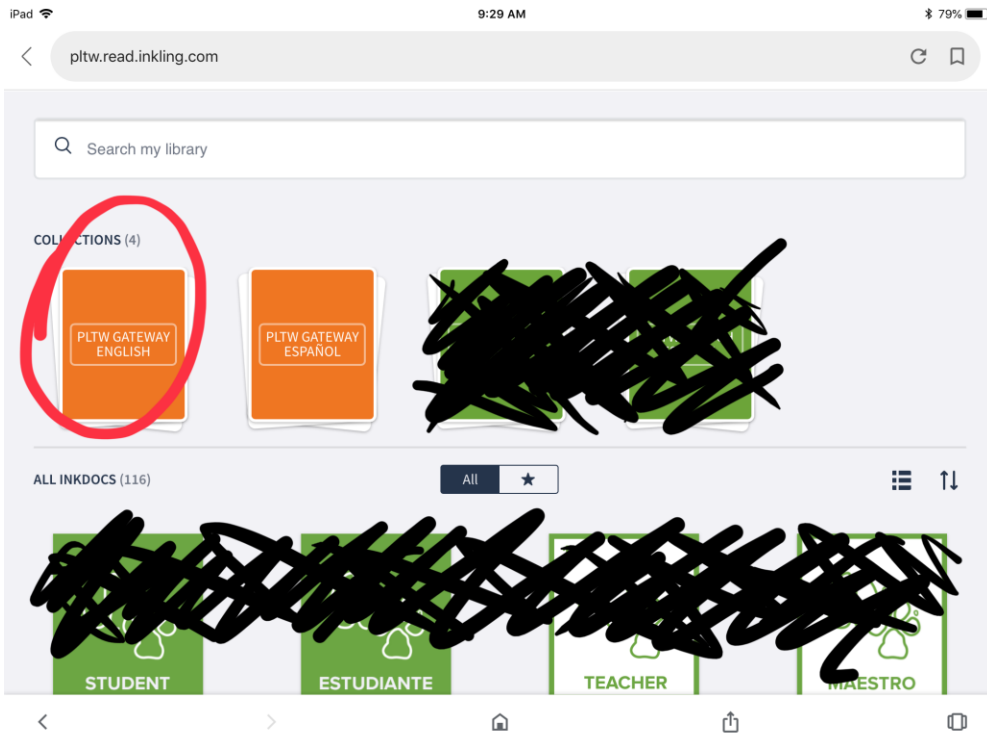 iPad 9:29 AM 79%
pltw.read.inkling.com
Search my library
COLLECTIONS (4)
PLTW GATEWAY
ENGLISH
PLTW GATEWAY
ESPAÑOL
ALL INKDOCS (116)
All
STUDENT
ESTUDIANTE
TEACHER
MAESTRO